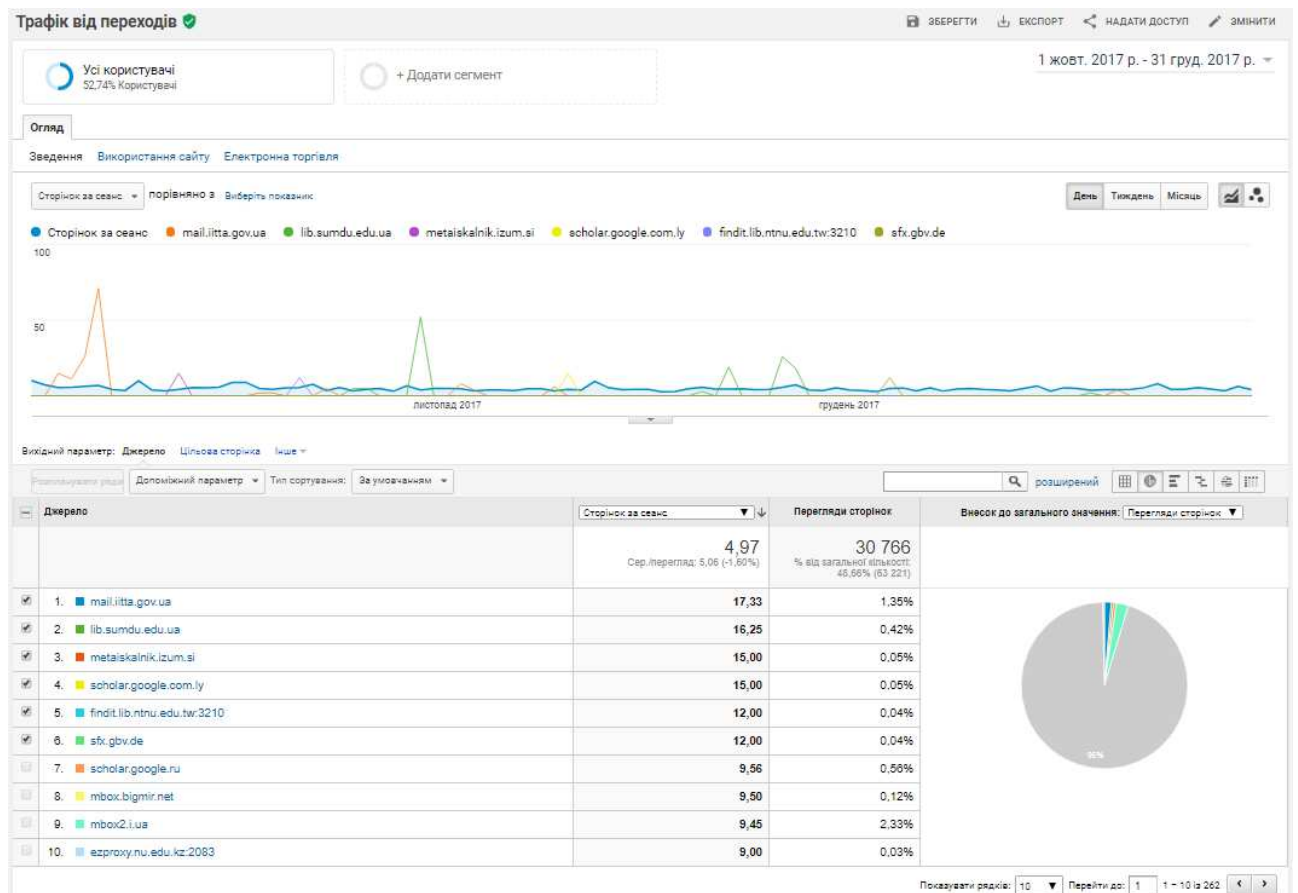 Трафік від переходів
ЗБЕРЕГТИ ЕКСПОРТ НАДАТИ ДОСТУП ЗМІНИТИ
Усі користувачі
52,74% Користувачі
+ Додати сегмент
1 жовт. 2017 р. - 31 груд. 2017 р.
Огляд
Зведення Використання сайту Електронна торгівля
Сторінок за сеанс порівняно з Виберіть показник
День Тиждень Місяць
Сторінок за сеанс mail.iitta.gov.ua lib.sumdu.edu.ua metaiskalnik.izum.si scholar.google.com.ly findit.lib.ntnu.edu.tw:3210 sfx.gbv.de
100
50
листопад 2017 грудень 2017
Вихідний параметр: Джерело Цільова сторінка Інше
Допоміжний параметр Тип сортування: За умовчанням розширений
Джерело Сторінок за сеанс Перегляди сторінок Внесок до загального значення: Перегляди сторінок
4,97 30 766
Сер./перегляд: 5,06 (-1,60%) % від загальної кількості:
48,66% (63 221)
1. mail.iitta.gov.ua 17,33 1,35%
2. lib.sumdu.edu.ua 16,25 0,42%
3. metaiskalnik.izum.si 15,00 0,05%
4. scholar.google.com.ly 15,00 0,05%
5. findit.lib.ntnu.edu.tw:3210 12,00 0,04%
6. sfx.gbv.de 12,00 0,04%
7. scholar.google.ru 9,56 0,56%
8. mbox.bigmir.net 9,50 0,12%
9. mbox2.i.ua 9,45 2,33%
10. ezproxy.nu.edu.kz:2083 9,00 0,03%
Показувати рядків: 10 Перейти до: 1 1 – 10 із 262